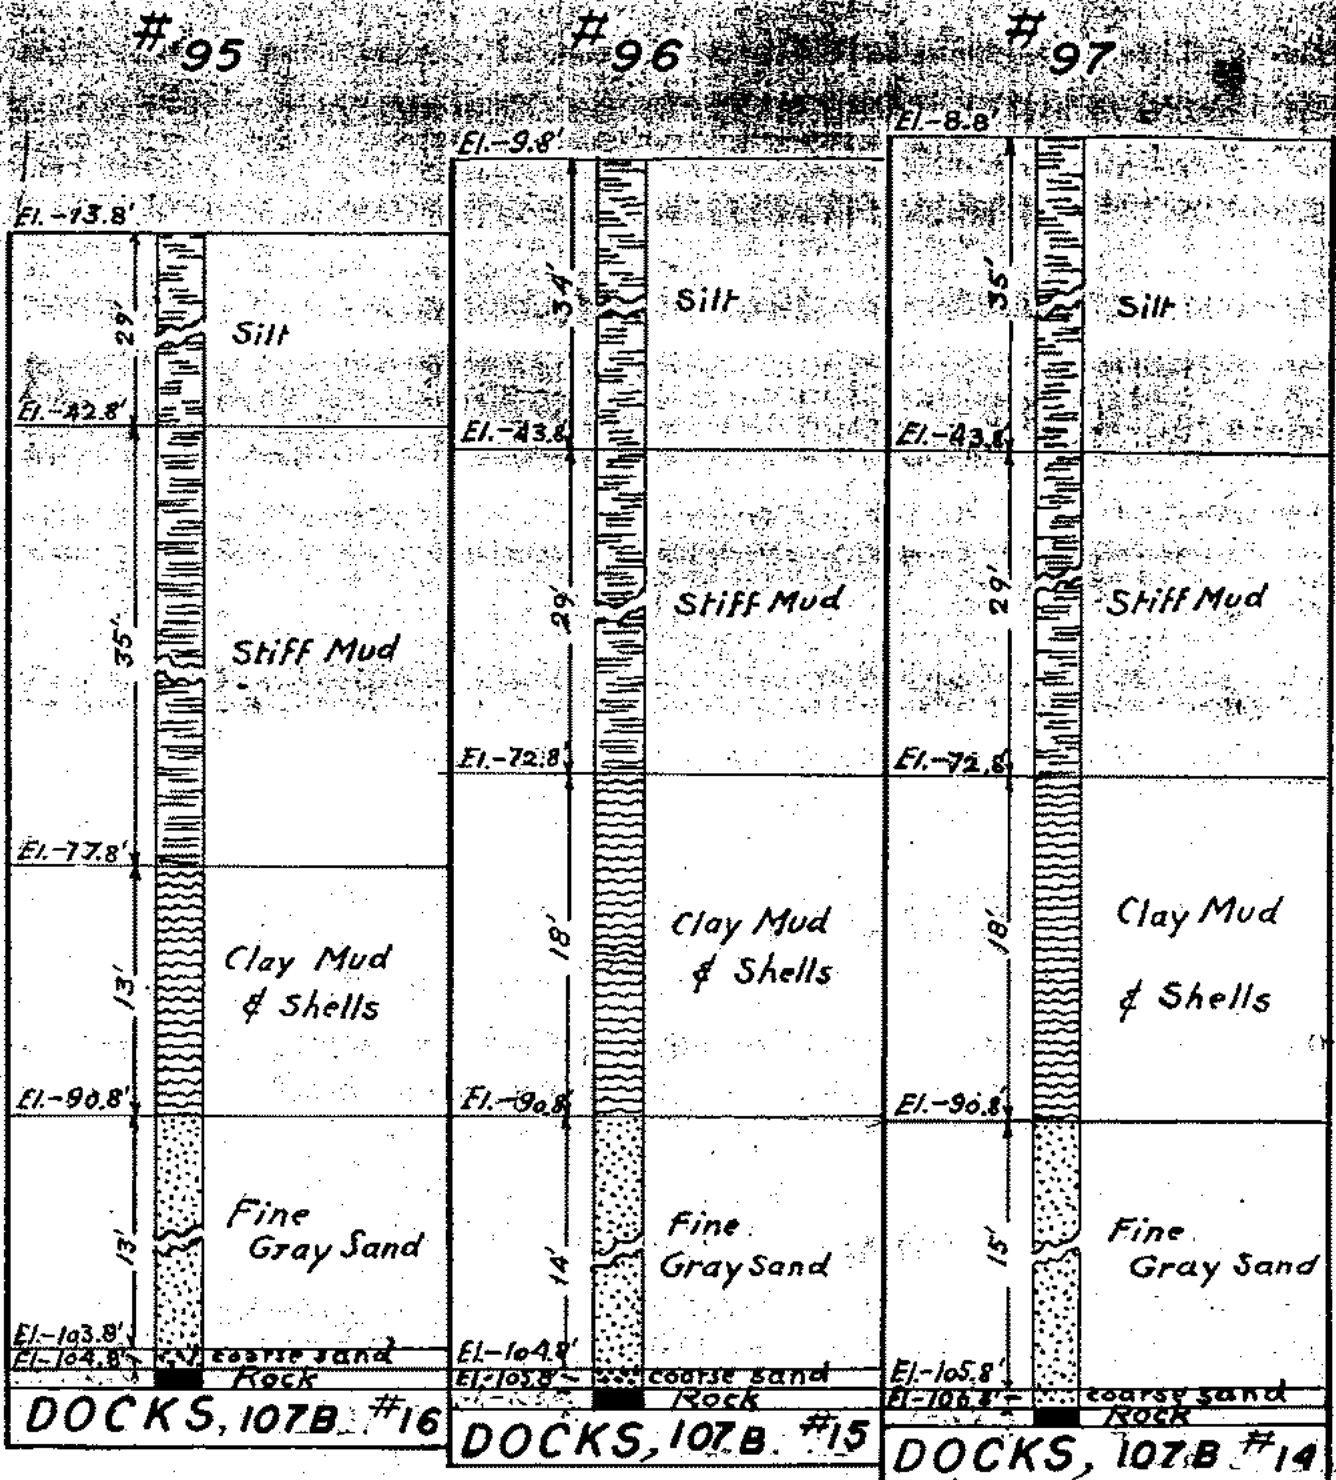 #95
El.-13.8'
29'
Silt
El.-42.8'
35'
Stiff Mud
El.-77.8'
13'
Clay Mud
& Shells
El.-90.8'
13'
Fine
Gray Sand
El.-103.8'
El-104.8'
coarse sand
Rock
DOCKS, 107B. #16
#96
El.-9.8'
34'
Silt
El.-43.8'
29'
Stiff Mud
El.-72.8'
18'
Clay Mud
& Shells
El.-90.8'
14'
Fine
Gray Sand
El.-104.8'
El.-105.8'
coarse sand
Rock
DOCKS, 107B. #15
#97
El.-8.8'
35'
Silt
El.-43.8'
29'
Stiff Mud
El.-72.8'
18'
Clay Mud
& Shells
El.-90.8'
15'
Fine
Gray Sand
El.-105.8'
El-106.8'
coarse sand
Rock
DOCKS, 107B #14